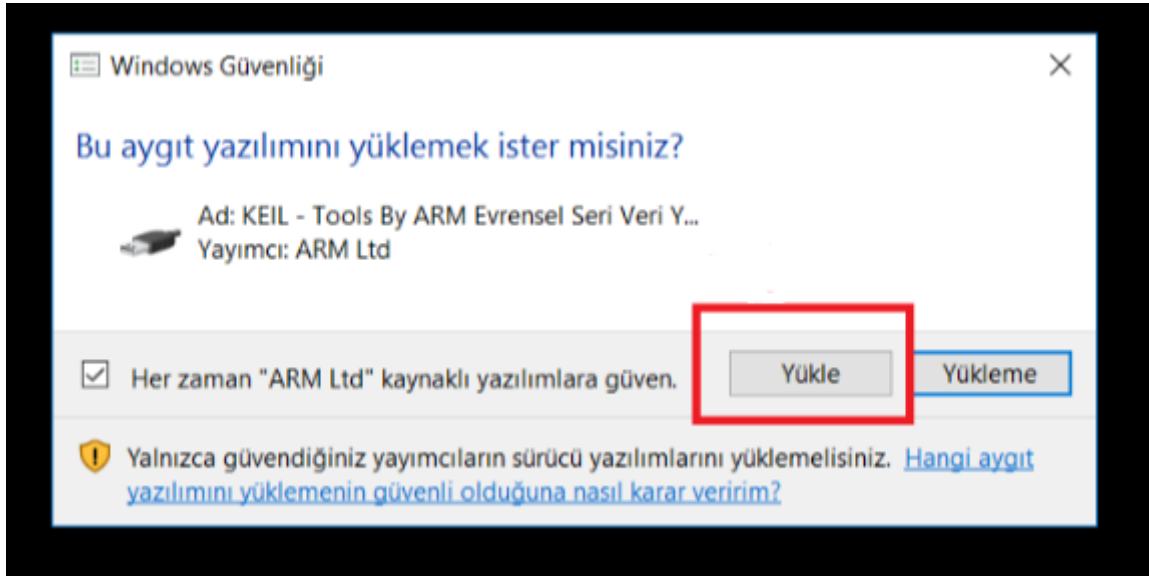 Windows Güvenliği
Bu aygıt yazılımını yüklemek ister misiniz?
Ad: KEIL - Tools By ARM Evrensel Seri Veri Y...
Yayımcı: ARM Ltd
Her zaman "ARM Ltd" kaynaklı yazılımlara güven.
Yükle
Yükleme
Yalnızca güvendiğiniz yayımcıların sürücü yazılımlarını yüklemelisiniz. Hangi aygıt
yazılımını yüklemenin güvenli olduğuna nasıl karar veririm?